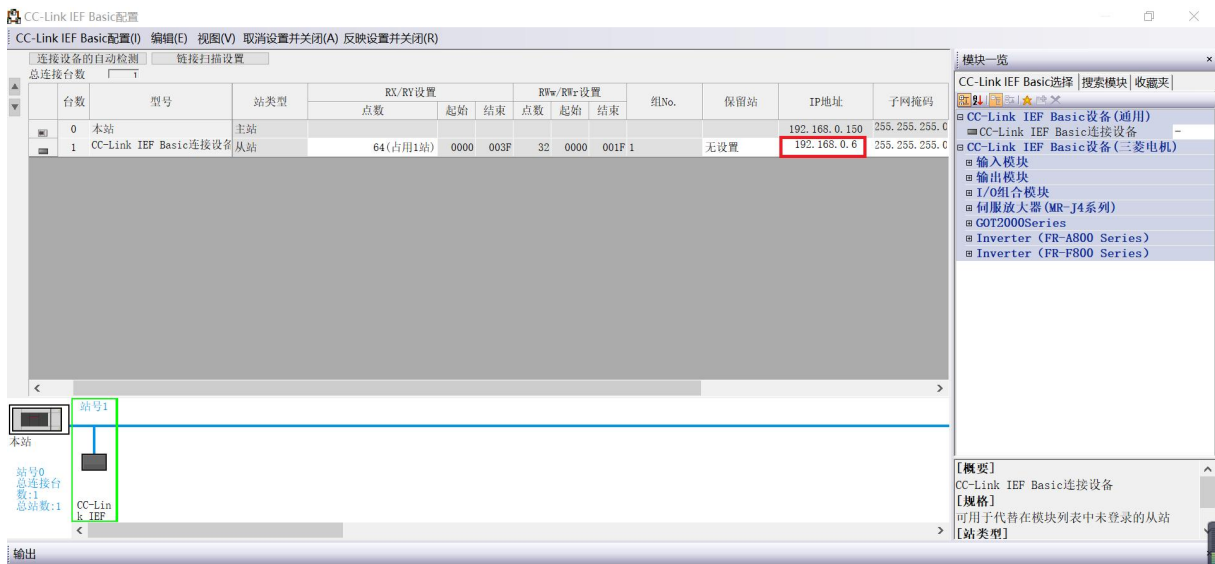 CC-Link IEF Basic配置
CC-Link IEF Basic配置(I) 编辑(E) 视图(V) 取消设置并关闭(A) 反映设置并关闭(R)
连接设备的自动检测 链接扫描设置
总连接台数 1
台数 型号 站类型 RX/RY设置 RWw/RWr设置 组No. 保留站 IP地址 子网掩码
点数 起始 结束 点数 起始 结束
0 本站 主站 192.168.0.150 255.255.255.0
1 CC-Link IEF Basic连接设备 从站 64(占用1站) 0000 003F 32 0000 001F 1 无设置 192.168.0.6 255.255.255.0
站号1
本站
站号0
总连接台
数:1
总站数:1
CC-Lin
k IEF
输出
模块一览
CC-Link IEF Basic选择 搜索模块 收藏夹
CC-Link IEF Basic设备(通用)
CC-Link IEF Basic连接设备 -
CC-Link IEF Basic设备(三菱电机)
输入模块
输出模块
I/O组合模块
伺服放大器(MR-J4系列)
GOT2000Series
Inverter (FR-A800 Series)
Inverter (FR-F800 Series)
[概要]
CC-Link IEF Basic连接设备
[规格]
可用于代替在模块列表中未登录的从站
[站类型]